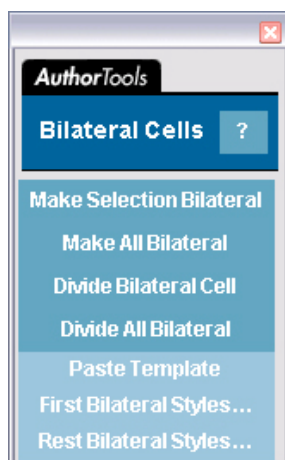 AuthorTools
Bilateral Cells ?
Make Selection Bilateral
Make All Bilateral
Divide Bilateral Cell
Divide All Bilateral
Paste Template
First Bilateral Styles...
Rest Bilateral Styles...